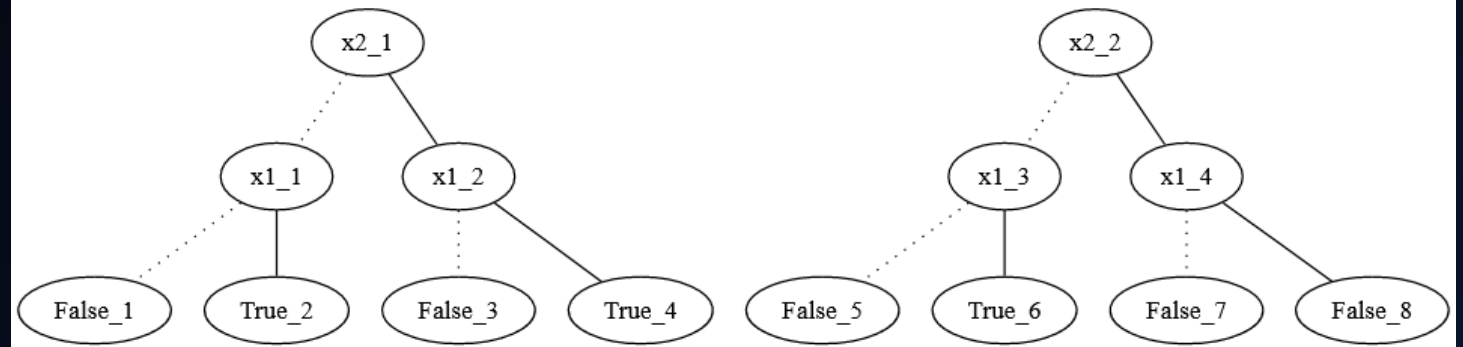 x2_1 x2_2
x1_1 x1_2 x1_3 x1_4
False_1 True_2 False_3 True_4 False_5 True_6 False_7 False_8